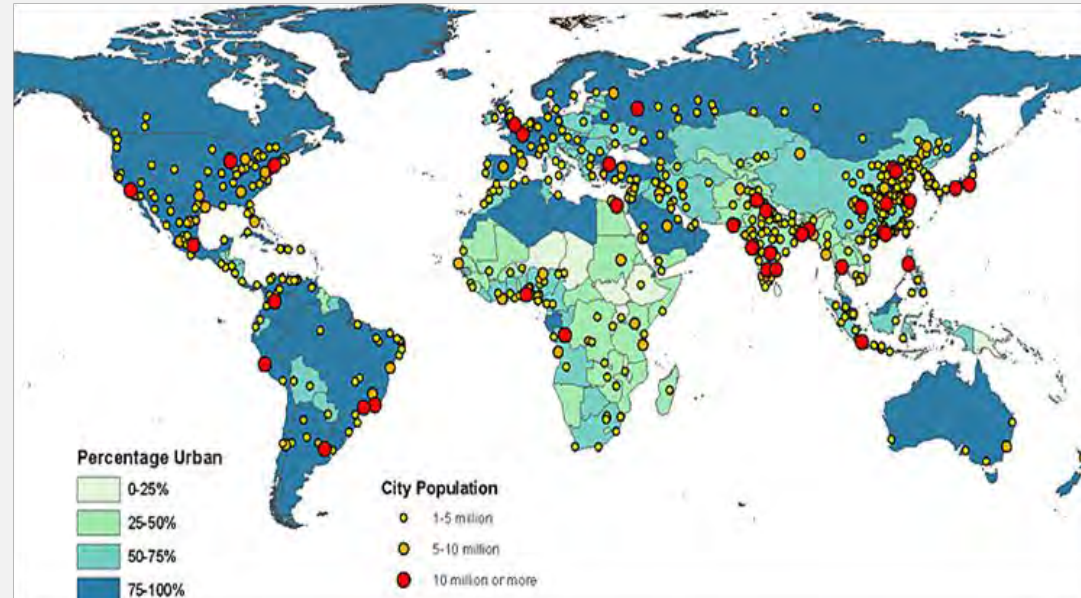 Percentage Urban
0-25%
25-50%
50-75%
75-100%
City Population
1-5 million
5-10 million
10 million or more